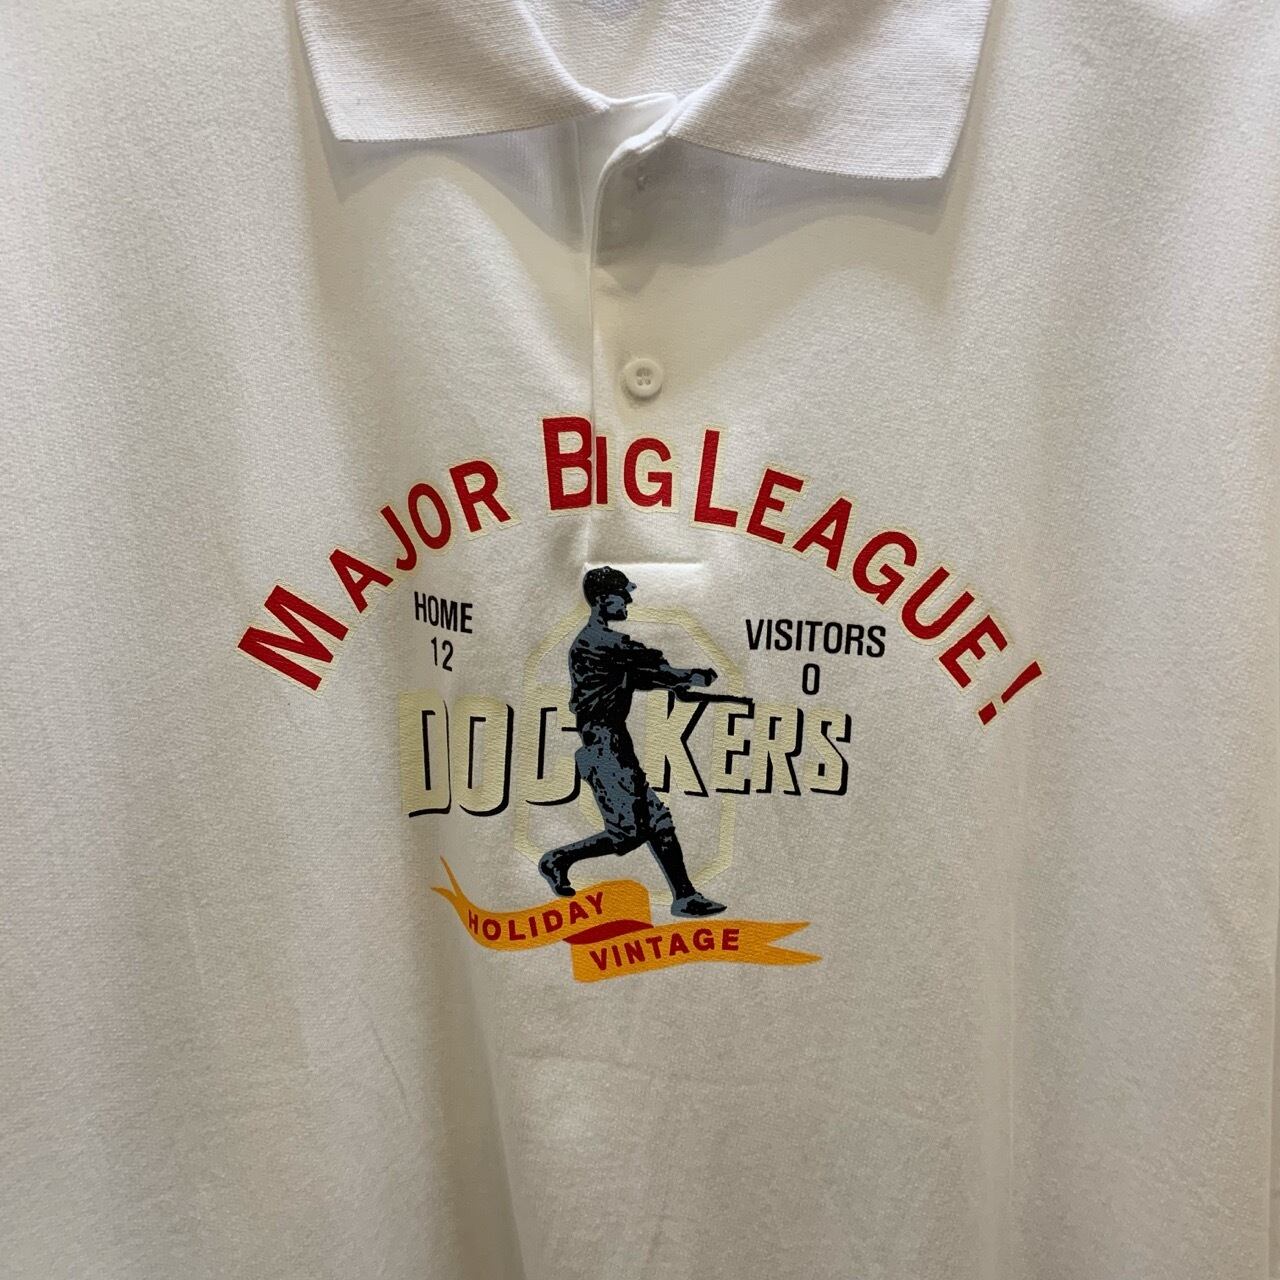 MAJOR BIG LEAGUE!
HOME
12
VISITORS
0
DOCKERS
HOLIDAY
VINTAGE